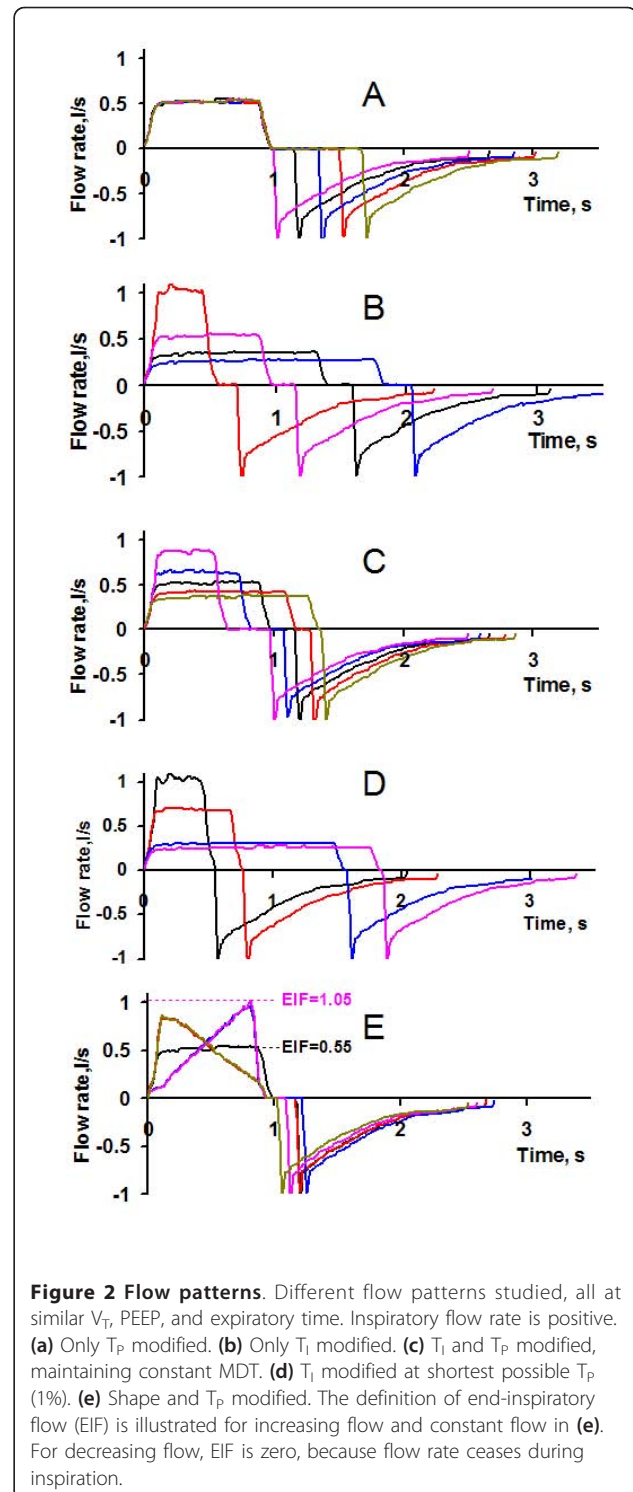 A
Flow rate,l/s
1
0.5
0
-0.5
-1
0
1
2
3
Time, s
B
Flow rate,l/s
1
0.5
0
-0.5
-1
0
1
2
3
Time, s
C
Flow rate,l/s
1
0.5
0
-0.5
-1
0
1
2
3
Time, s
D
Flow rate,l/s
1
0.5
0
-0.5
-1
0
1
2
3
Time, s
E
EIF=1.05
EIF=0.55
Flow rate,l/s
1
0.5
0
-0.5
-1
0
1
2
3
Time, s
Figure 2 Flow patterns. Different flow patterns studied, all at
similar VT, PEEP, and expiratory time. Inspiratory flow rate is positive.
(a) Only TP modified. (b) Only TI modified. (c) TI and TP modified,
maintaining constant MDT. (d) TI modified at shortest possible TP
(1%). (e) Shape and TP modified. The definition of end-inspiratory
flow (EIF) is illustrated for increasing flow and constant flow in (e).
For decreasing flow, EIF is zero, because flow rate ceases during
inspiration.